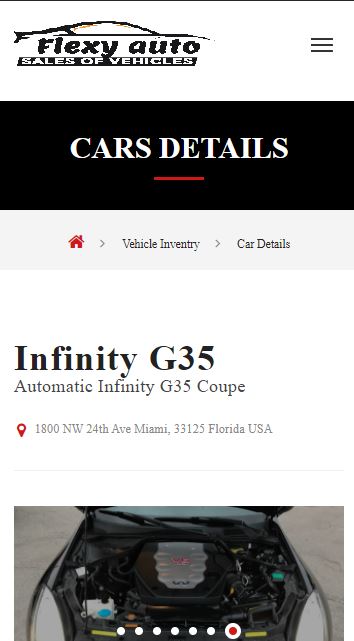 Flexy auto
SALES OF VEHICLES
CARS DETAILS
Vehicle Inventry
Car Details
Infinity G35
Automatic Infinity G35 Coupe
1800 NW 24th Ave Miami, 33125 Florida USA